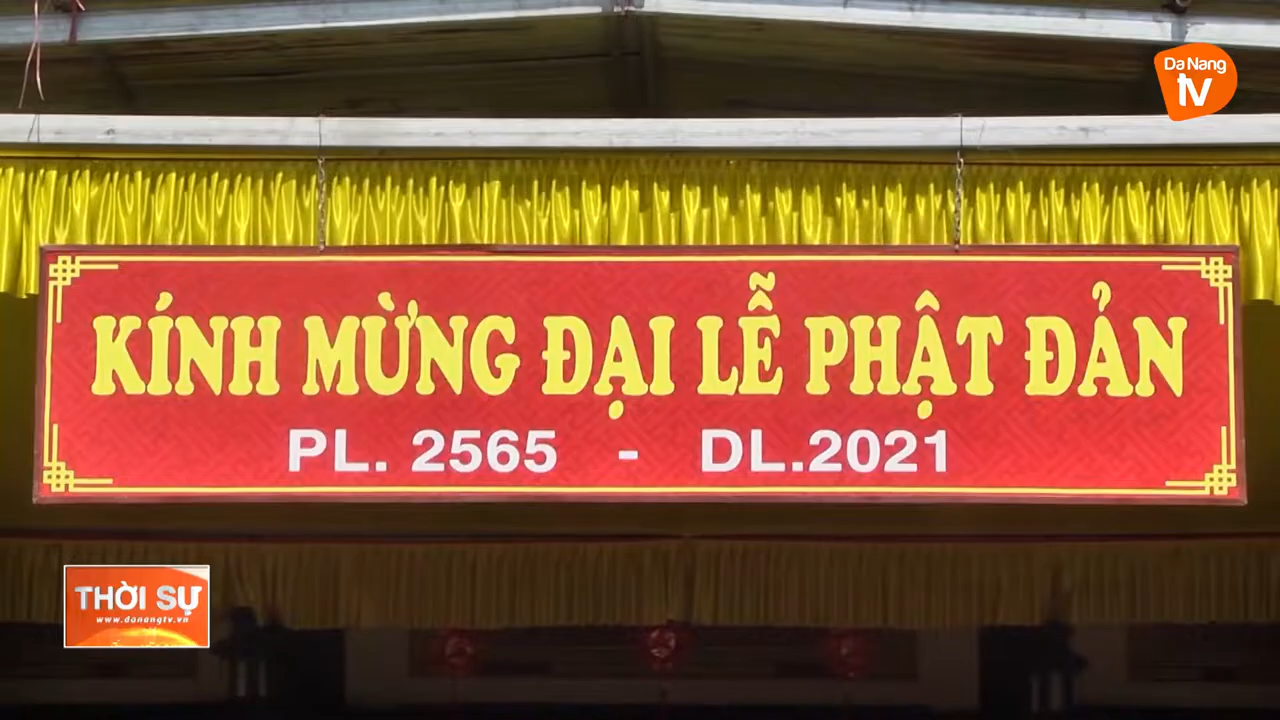 Da Nang
tv
KÍNH MỪNG ĐẠI LỄ PHẬT ĐẢN
PL. 2565 - DL.2021
THỜI SỰ
www.danangtv.vn